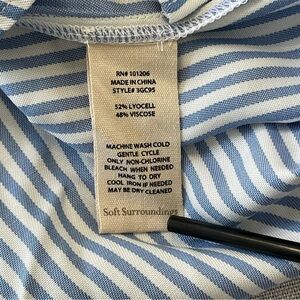 RN# 101206
MADE IN CHINA
STYLE# 3GC95
52% LYOCELL
48% VISCOSE
MACHINE WASH COLD
GENTLE CYCLE
ONLY NON-CHLORINE
BLEACH WHEN NEEDED
HANG TO DRY
COOL IRON IF NEEDED
MAY BE DRY CLEANED
Soft Surroundings